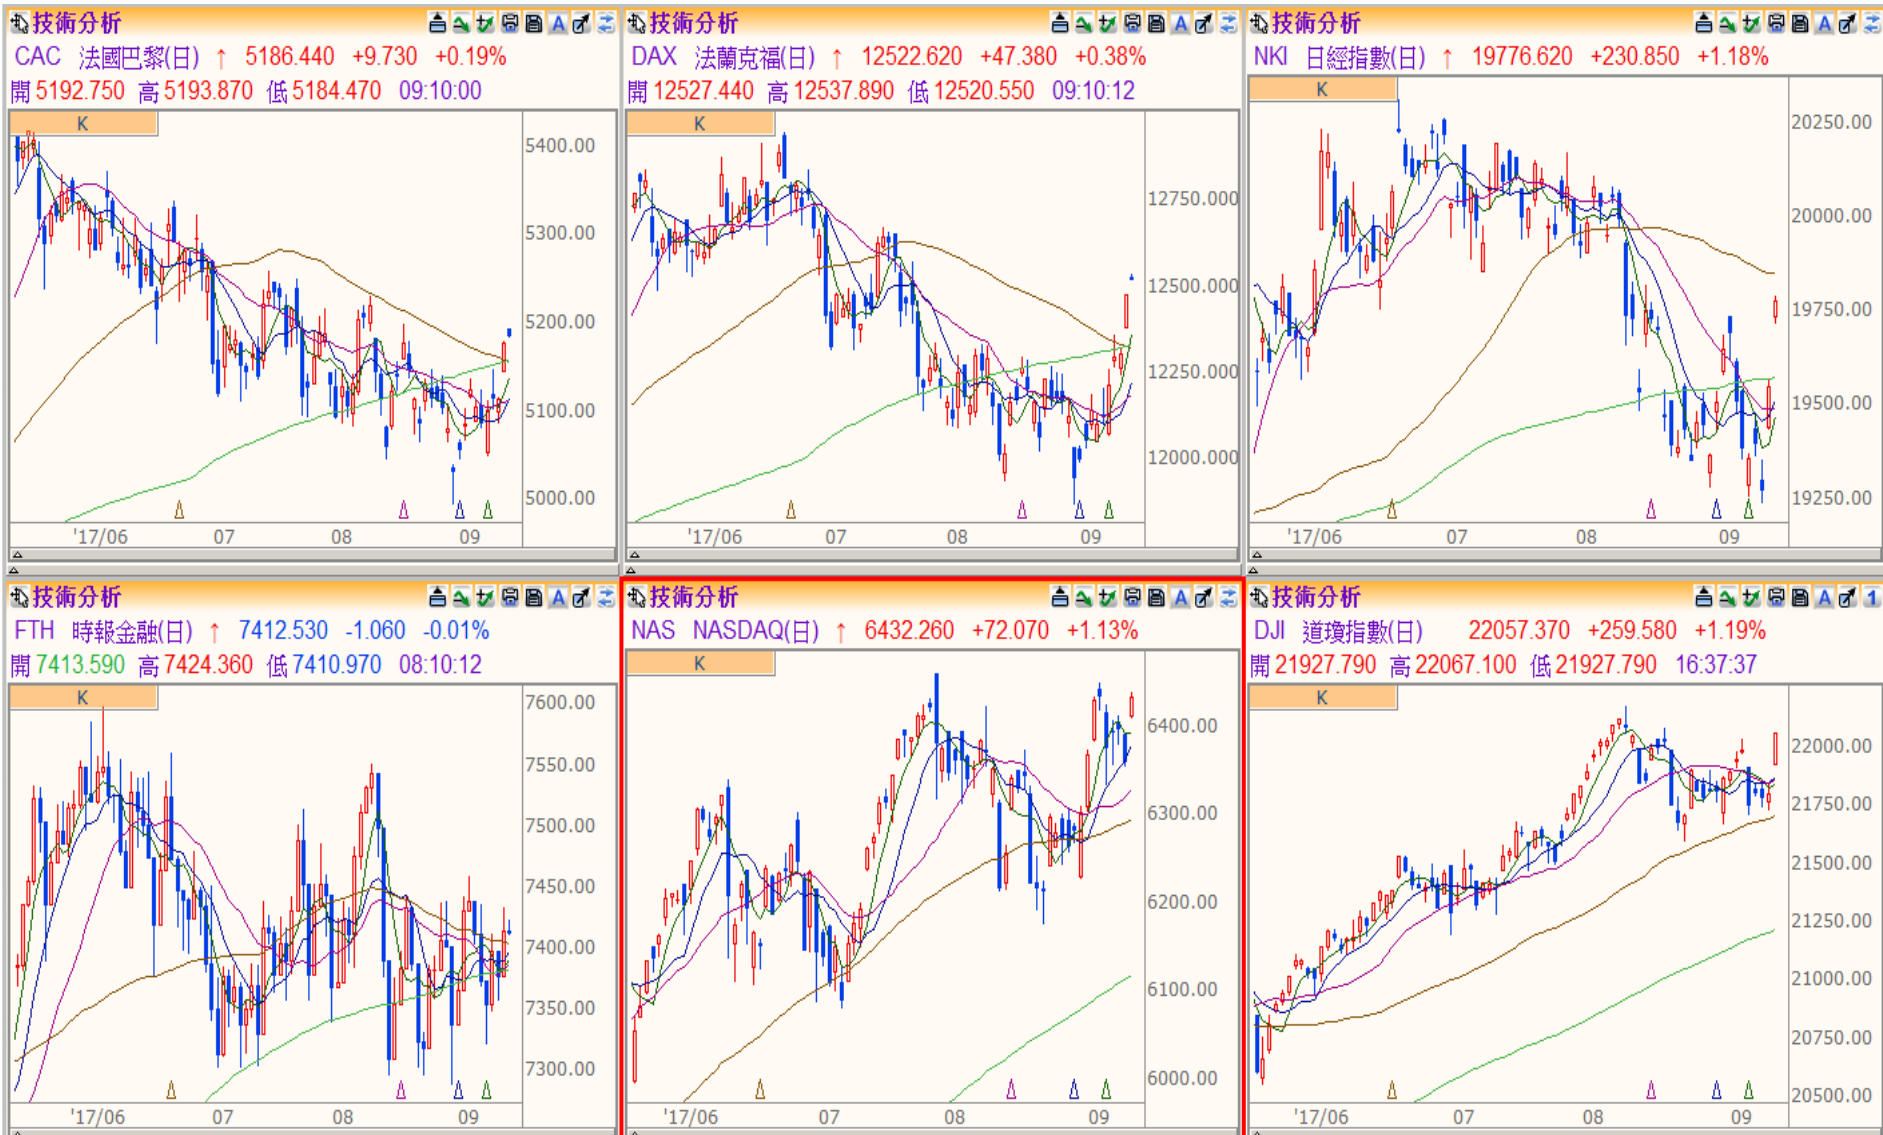 技術分析
CAC 法國巴黎(日) ↑ 5186.440 +9.730 +0.19%
開 5192.750 高 5193.870 低 5184.470 09:10:00
K
5400.00
5300.00
5200.00
5100.00
5000.00
'17/06 07 08 09
技術分析
DAX 法蘭克福(日) ↑ 12522.620 +47.380 +0.38%
開 12527.440 高 12537.890 低 12520.550 09:10:12
K
12750.000
12500.000
12250.000
12000.000
'17/06 07 08 09
技術分析
NKI 日經指數(日) ↑ 19776.620 +230.850 +1.18%
K
20250.00
20000.00
19750.00
19500.00
19250.00
'17/06 07 08 09
技術分析
FTH 時報金融(日) ↑ 7412.530 -1.060 -0.01%
開 7413.590 高 7424.360 低 7410.970 08:10:12
K
7600.00
7550.00
7500.00
7450.00
7400.00
7350.00
7300.00
'17/06 07 08 09
技術分析
NAS NASDAQ(日) ↑ 6432.260 +72.070 +1.13%
K
6400.00
6300.00
6200.00
6100.00
6000.00
'17/06 07 08 09
技術分析
DJI 道瓊指數(日) 22057.370 +259.580 +1.19%
開 21927.790 高 22067.100 低 21927.790 16:37:37
K
22000.00
21750.00
21500.00
21250.00
21000.00
20750.00
20500.00
'17/06 07 08 09